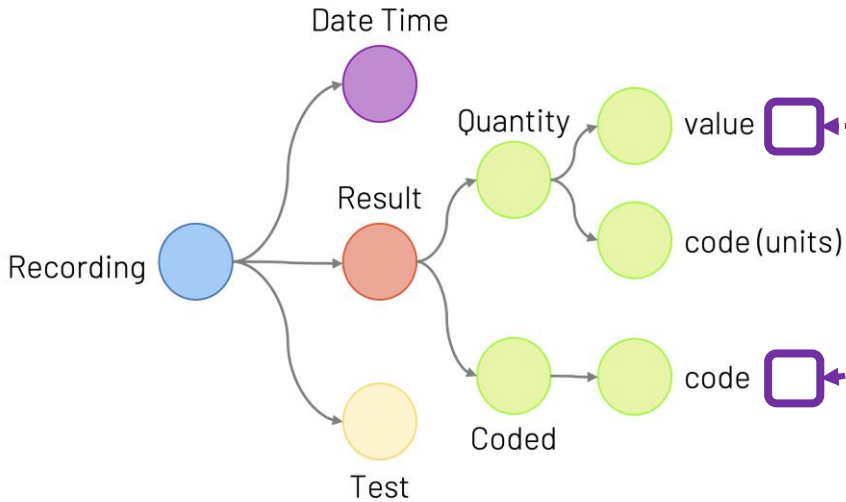 Date Time
Quantity
value
Result
code (units)
Recording
code
Coded
Test